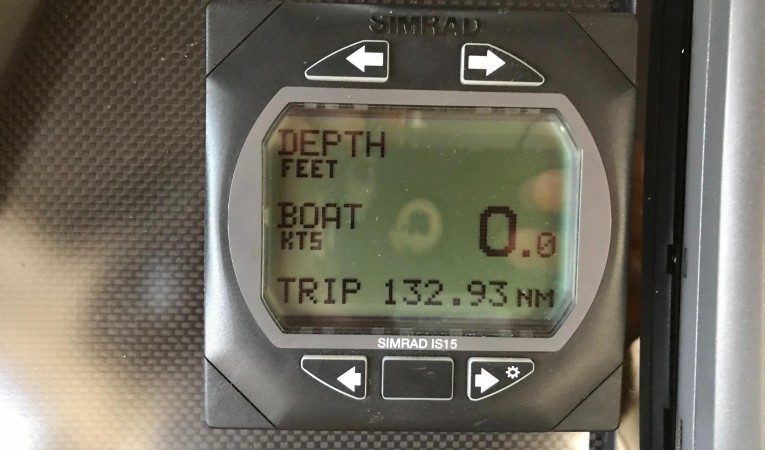 SIMRAD
DEPTH
FEET
BOAT
KTS
0.0
TRIP 132.93 NM
SIMRAD IS15